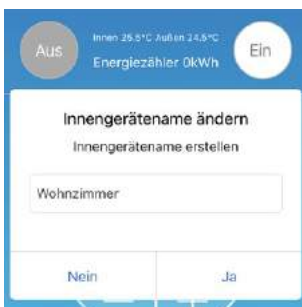 Aus
Innen 25.5°C Außen 24.5°C
Energiezähler 0kWh
Ein
Innengerätename ändern
Innengerätename erstellen
Wohnzimmer
Nein
Ja